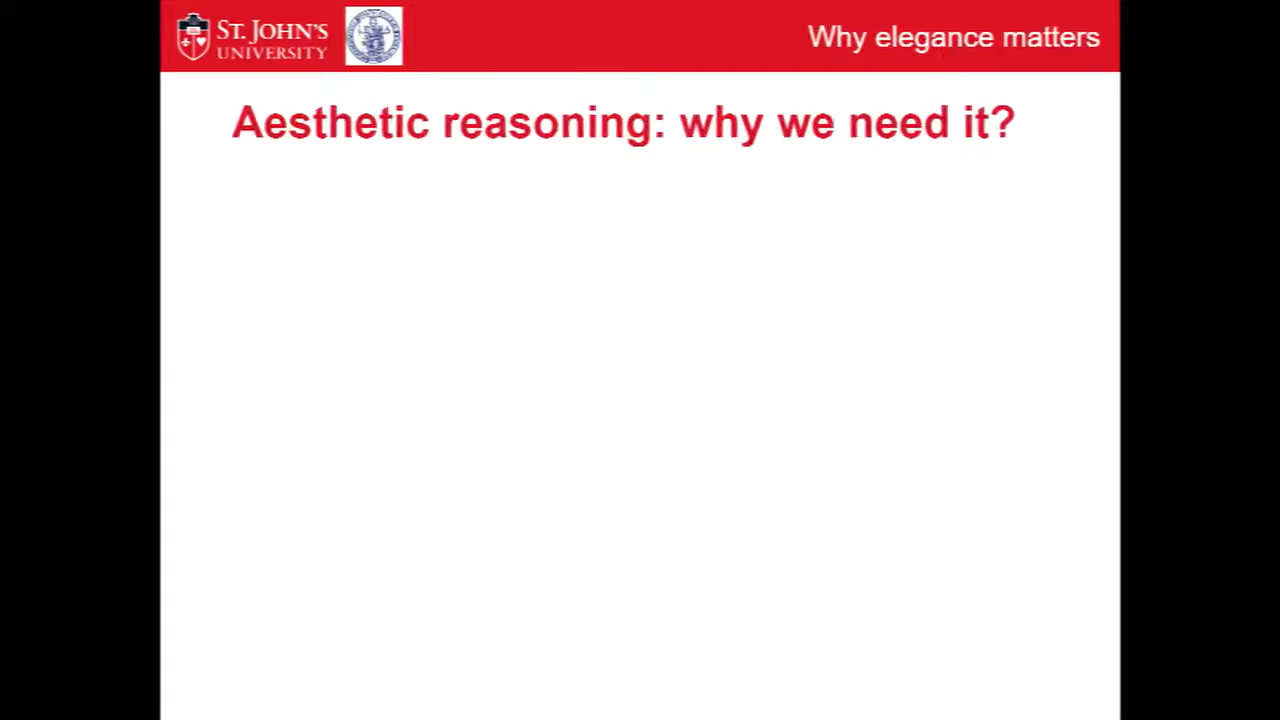 ST. JOHN'S
UNIVERSITY
Why elegance matters
Aesthetic reasoning: why we need it?